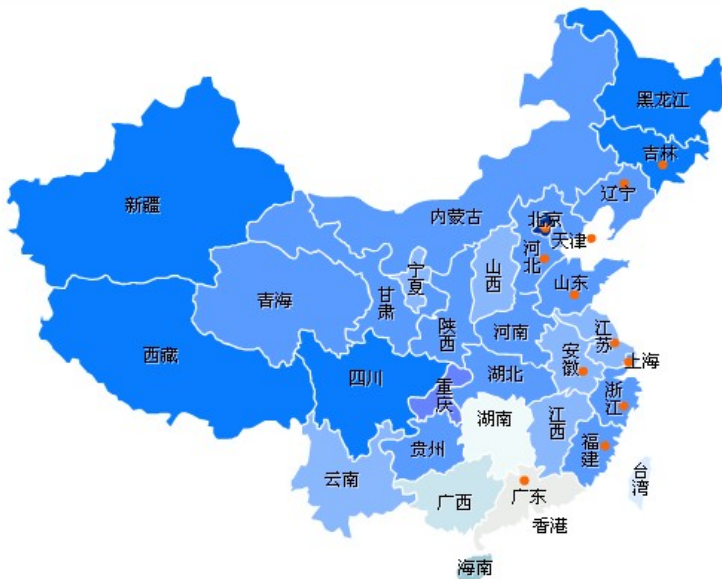 黑龙江
吉林
辽宁
新疆
内蒙古
北京
天津
河北
山西
宁夏
山东
青海
甘肃
陕西
河南
江苏
西藏
安徽
上海
四川
湖北
重庆
浙江
湖南
江西
贵州
福建
云南
台湾
广西
广东
香港
海南